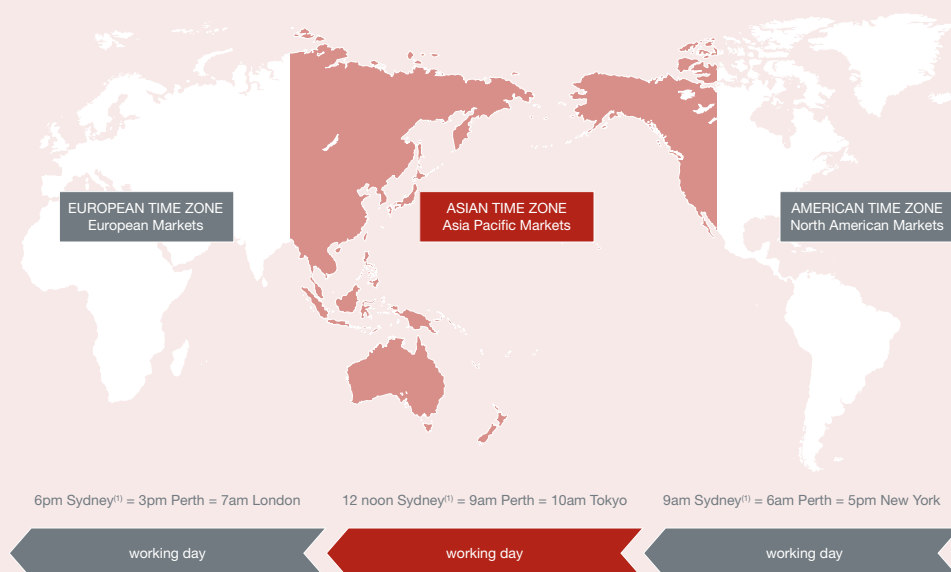 EUROPEAN TIME ZONE
European Markets
ASIAN TIME ZONE
Asia Pacific Markets
AMERICAN TIME ZONE
North American Markets
6pm Sydney⁽¹⁾ = 3pm Perth = 7am London
12 noon Sydney⁽¹⁾ = 9am Perth = 10am Tokyo
9am Sydney⁽¹⁾ = 6am Perth = 5pm New York
working day
working day
working day